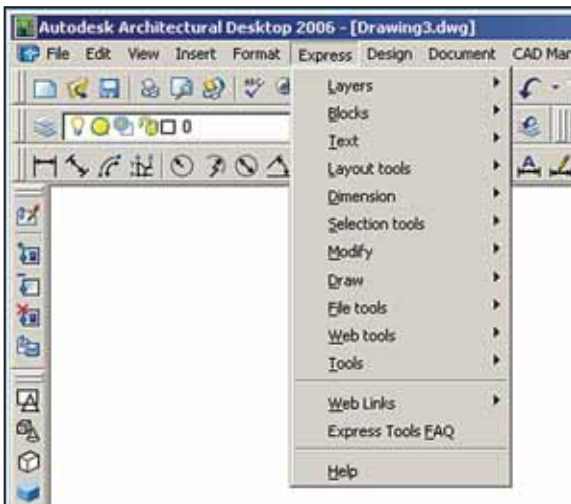 Autodesk Architectural Desktop 2006 - [Drawing3.dwg]
File Edit View Insert Format Express Design Document CAD Mar
ABC
0
A
Layers
Blocks
Text
Layout tools
Dimension
Selection tools
Modify
Draw
File tools
Web tools
Tools
Web Links
Express Tools FAQ
Help